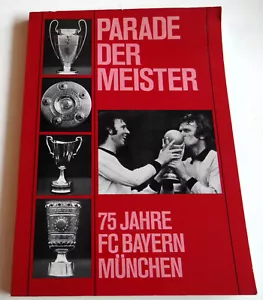 PARADE
DER
MEISTER
75 JAHRE
FC BAYERN
MÜNCHEN